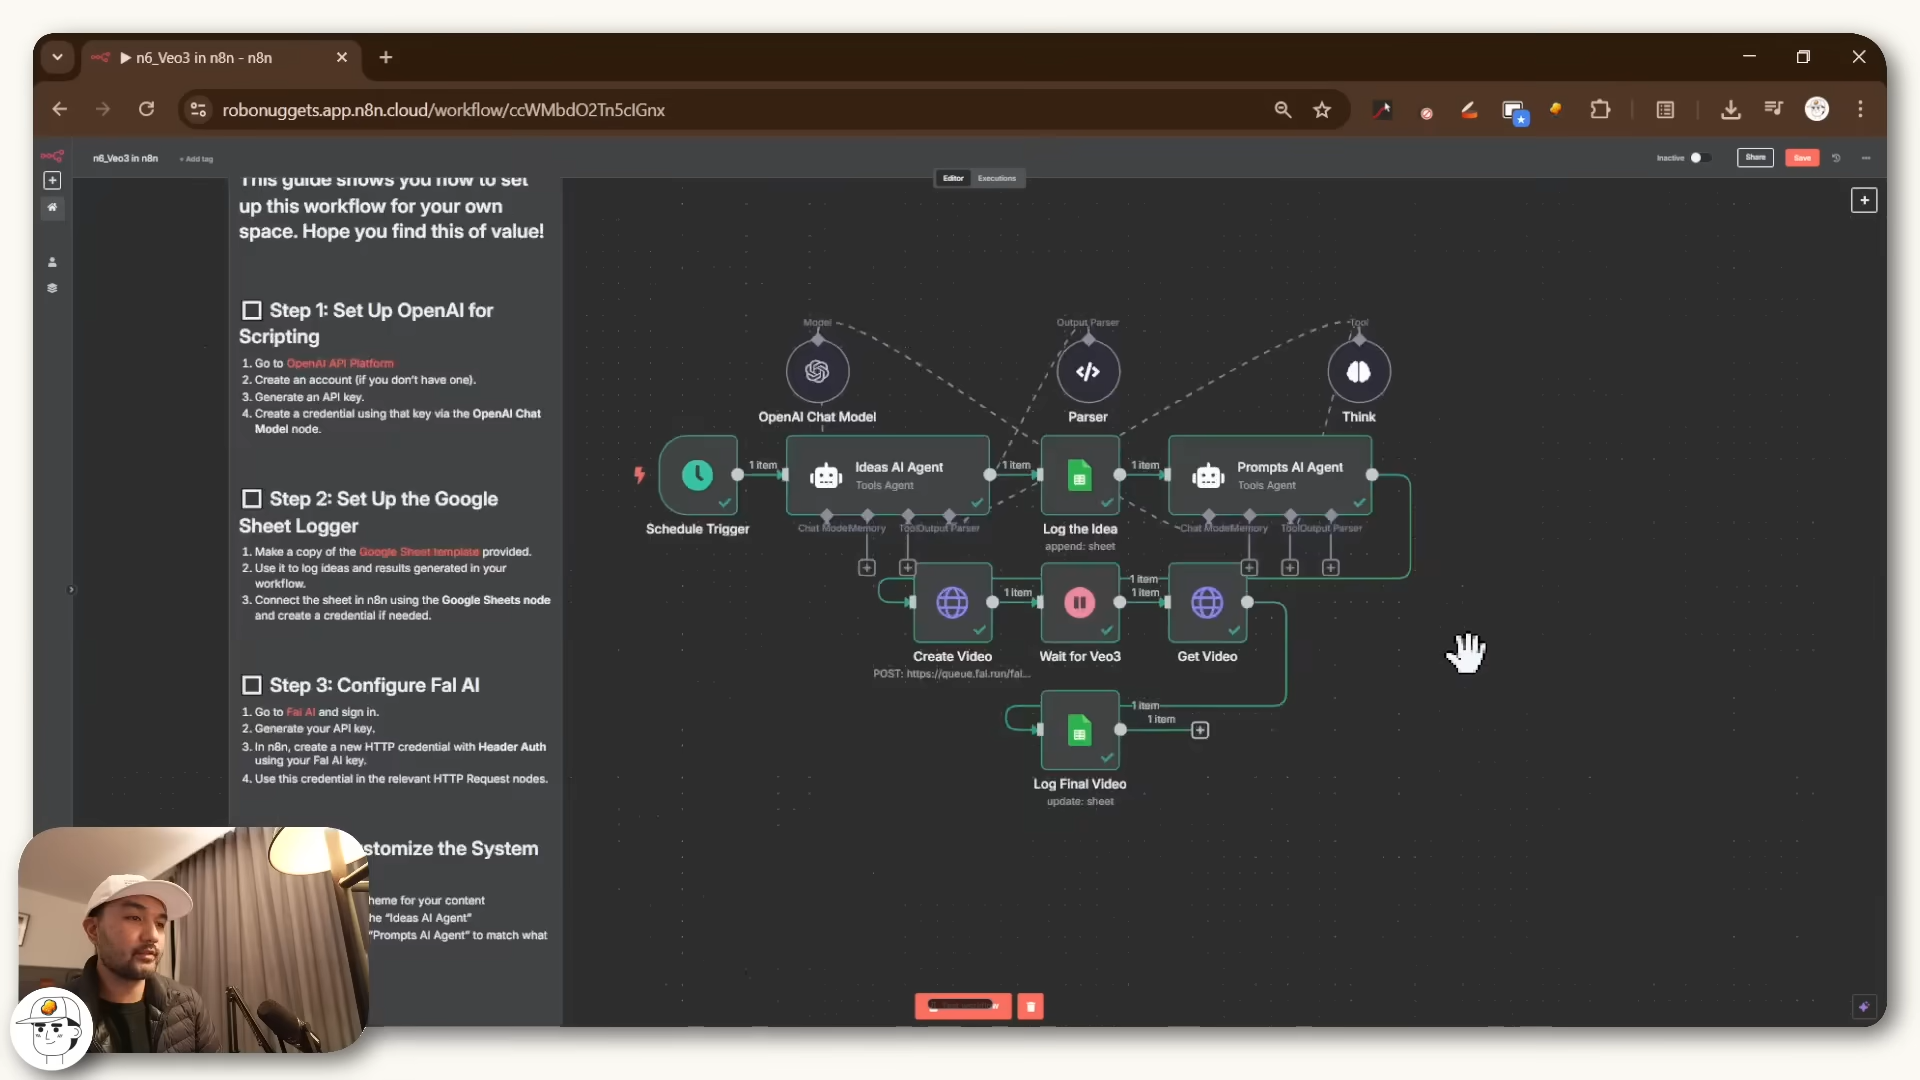 n6_Veo3 in n8n - n8n
robonuggets.app.n8n.cloud/workflow/ccWMbdO2Tn5cIGnx
n6_Veo3 in n8n
+ Add tag
Inactive
Share
Save
Editor
Executions
This guide shows you how to set
up this workflow for your own
space. Hope you find this of value!
Step 1: Set Up OpenAI for
Scripting
1. Go to OpenAI API Platform
2. Create an account (if you don't have one).
3. Generate an API key.
4. Create a credential using that key via the OpenAI Chat
Model node.
Step 2: Set Up the Google
Sheet Logger
1. Make a copy of the Google Sheet template provided.
2. Use it to log ideas and results generated in your
workflow.
3. Connect the sheet in n8n using the Google Sheets node
and create a credential if needed.
Step 3: Configure Fal AI
1. Go to Fal AI and sign in.
2. Generate your API key.
3. In n8n, create a new HTTP credential with Header Auth
using your Fal AI key.
4. Use this credential in the relevant HTTP Request nodes.
stomize the System
heme for your content
he "Ideas AI Agent"
"Prompts AI Agent" to match what
Model
Output Parser
Tool
OpenAI Chat Model
Parser
Think
1 item
Ideas AI Agent
Tools Agent
1 item
1 item
Prompts AI Agent
Tools Agent
Schedule Trigger
Chat Model
Memory
Tool
Output Parser
Log the Idea
append: sheet
Chat Model
Memory
Tool
Output Parser
1 item
1 item
1 item
Create Video
POST: https://queue.fal.run/fal...
Wait for Veo3
Get Video
1 item
1 item
Log Final Video
update: sheet